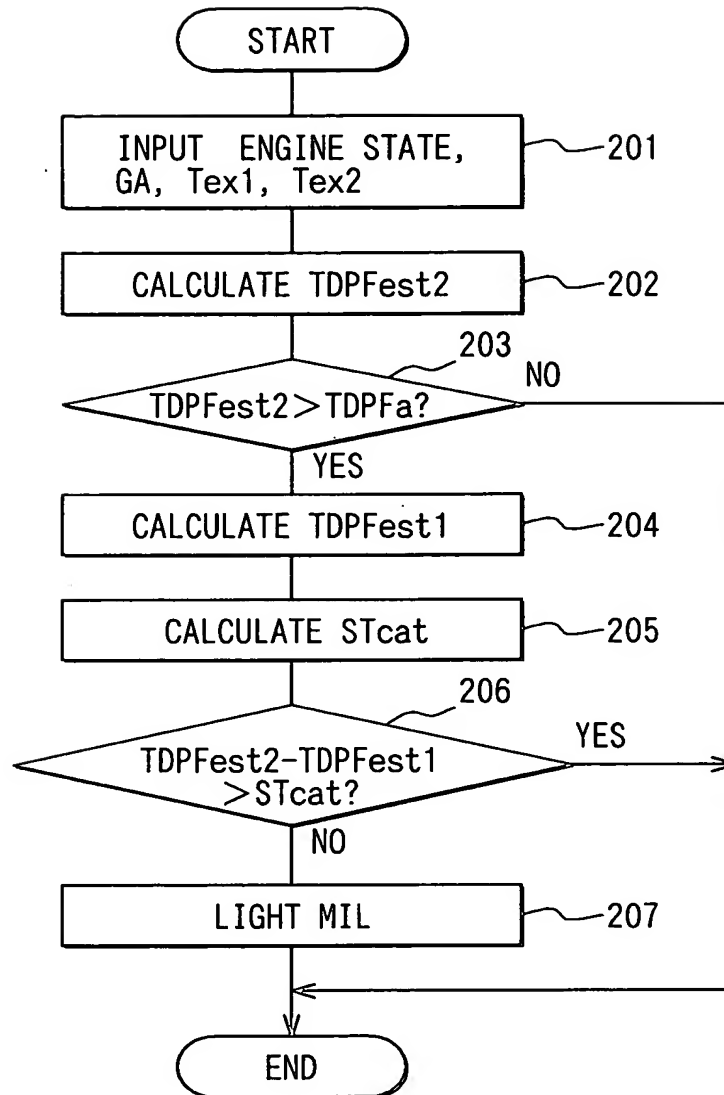 START
INPUT ENGINE STATE,
GA, Tex1, Tex2
201
CALCULATE TDPFest2
202
203
TDPFest2>TDPFa?
NO
YES
CALCULATE TDPFest1
204
CALCULATE STcat
205
206
TDPFest2-TDPFest1
>STcat?
YES
NO
LIGHT MIL
207
END